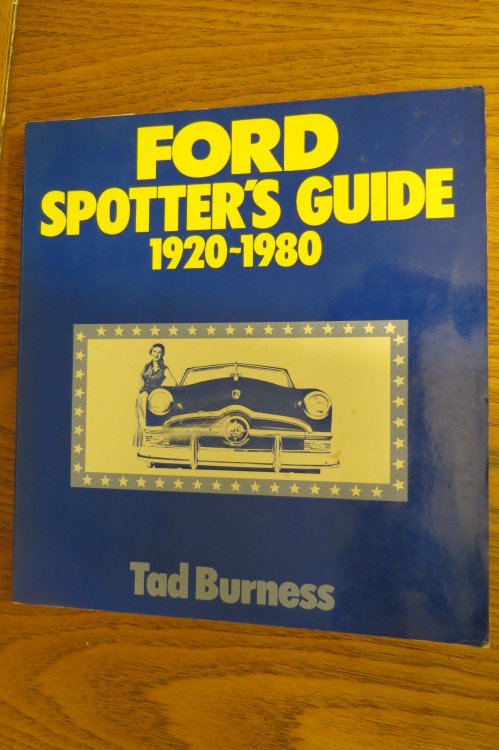 FORD
SPOTTER'S GUIDE
1920-1980
Tad Burness